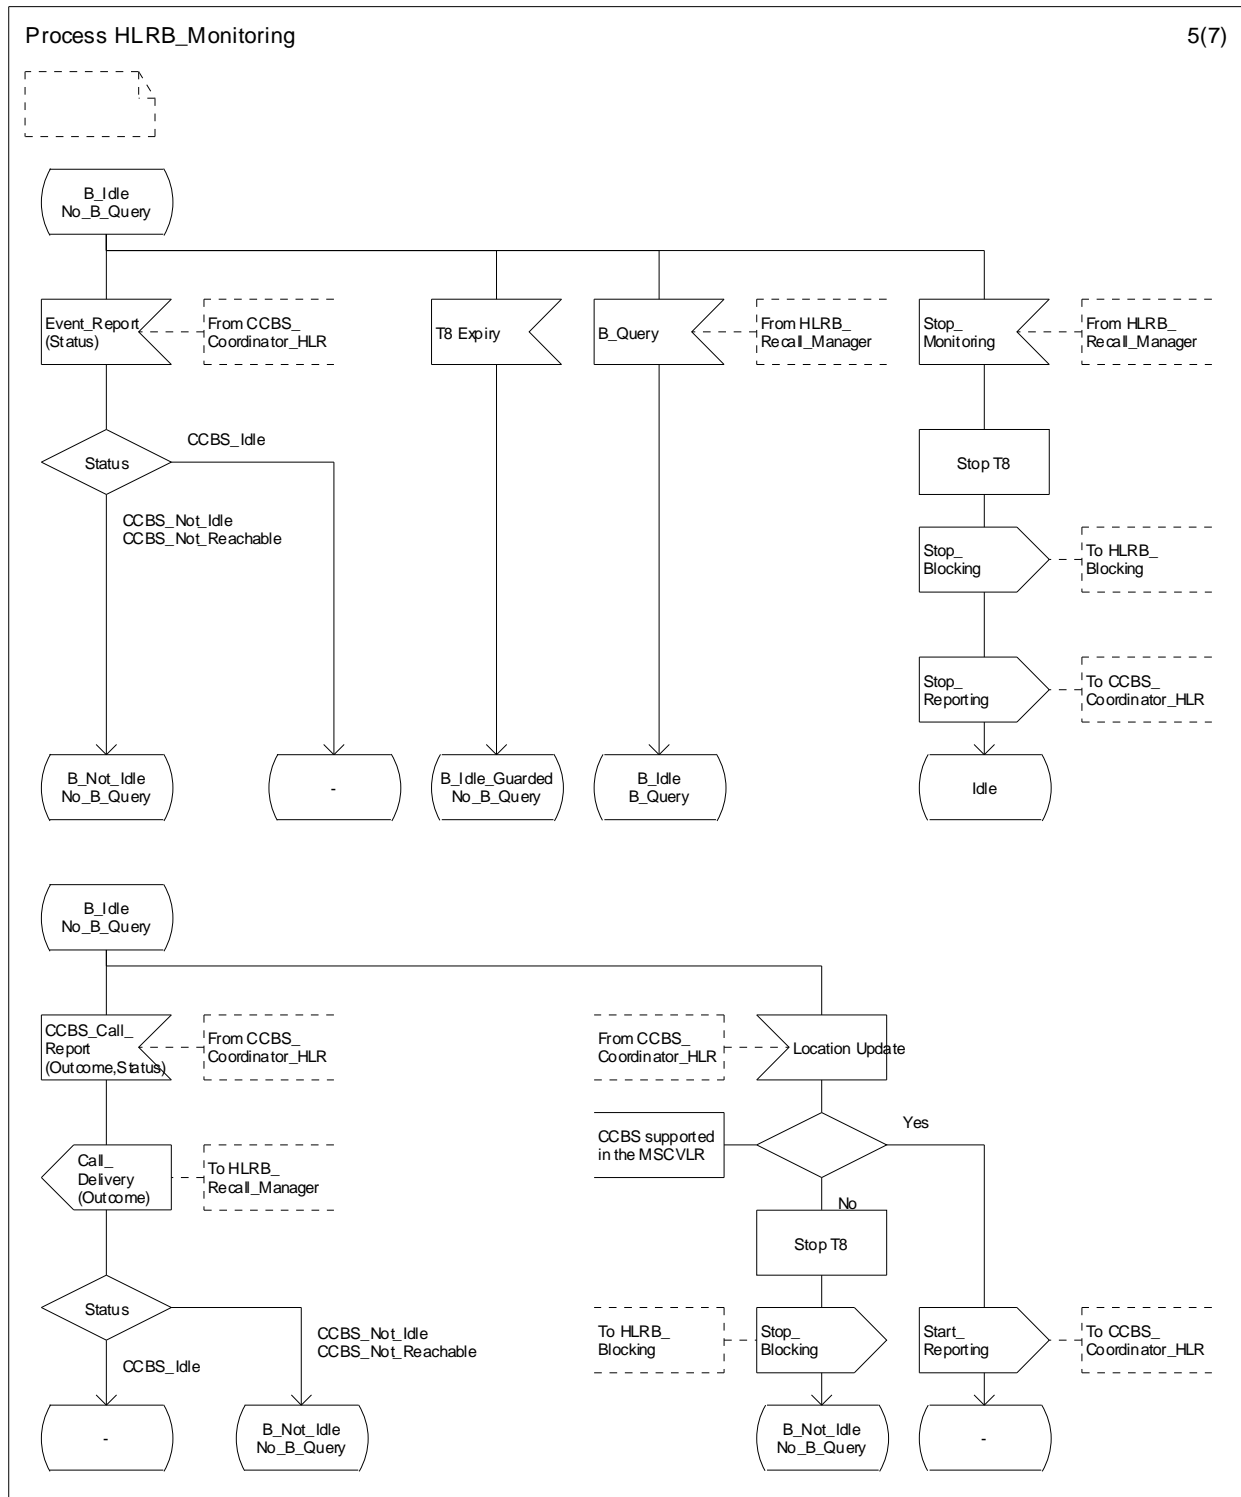 Process HLRB_Monitoring
5(7)
B_Idle
No_B_Query
Event_Report
(Status)
From CCBS_
Coordinator_HLR
T8 Expiry
B_Query
From HLRB_
Recall_Manager
Stop_
Monitoring
From HLRB_
Recall_Manager
Status
CCBS_Idle
CCBS_Not_Idle
CCBS_Not_Reachable
Stop T8
Stop_
Blocking
To HLRB_
Blocking
Stop_
Reporting
To CCBS_
Coordinator_HLR
B_Not_Idle
No_B_Query
-
B_Idle_Guarded
No_B_Query
B_Idle
B_Query
Idle
B_Idle
No_B_Query
CCBS_Call_
Report
(Outcome,Status)
From CCBS_
Coordinator_HLR
From CCBS_
Coordinator_HLR
Location Update
Call_
Delivery
(Outcome)
To HLRB_
Recall_Manager
CCBS supported
in the MSCVLR
Yes
No
Stop T8
Status
CCBS_Not_Idle
CCBS_Not_Reachable
CCBS_Idle
To HLRB_
Blocking
Stop_
Blocking
Start_
Reporting
To CCBS_
Coordinator_HLR
-
B_Not_Idle
No_B_Query
B_Not_Idle
No_B_Query
-